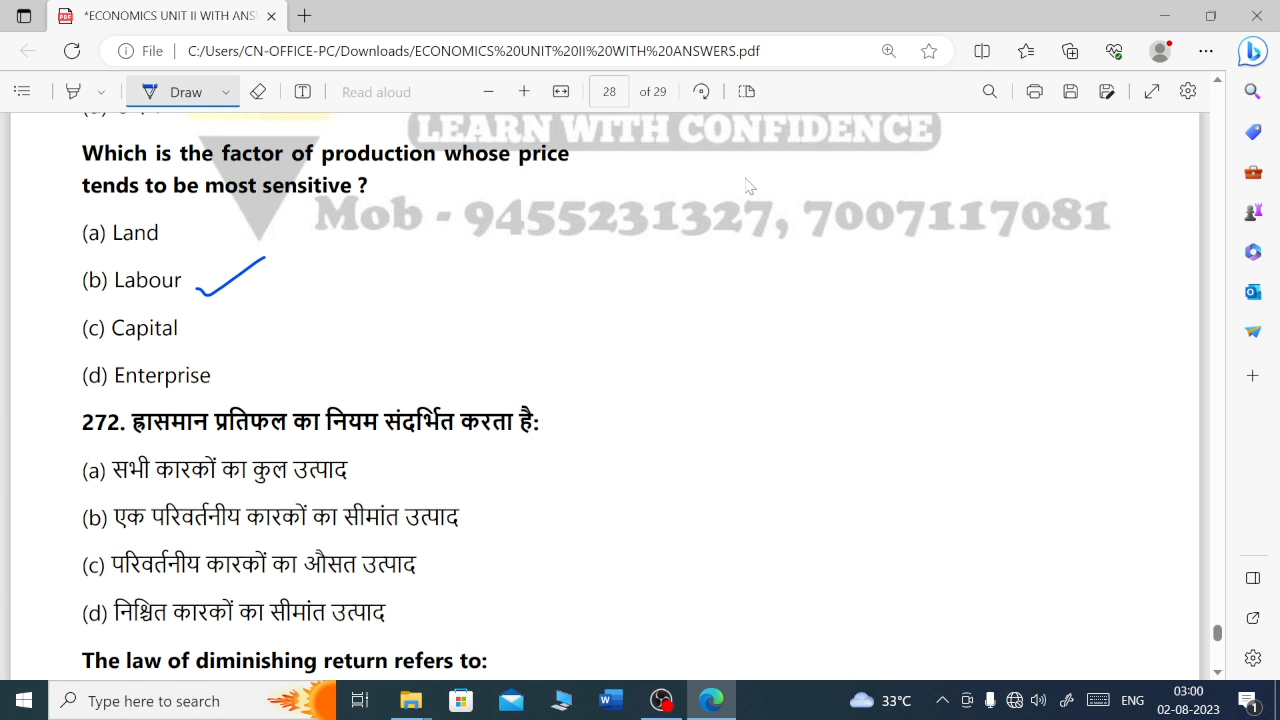 *ECONOMICS UNIT II WITH ANS
File
C:/Users/CN-OFFICE-PC/Downloads/ECONOMICS%20UNIT%20II%20WITH%20ANSWERS.pdf
Draw
Read aloud
28
of 29
LEARN WITH CONFIDENCE
Which is the factor of production whose price
tends to be most sensitive ?
Mob - 9455231327, 7007117081
(a) Land
(b) Labour
(c) Capital
(d) Enterprise
272. ह्रासमान प्रतिफल का नियम संदर्भित करता है:
(a) सभी कारकों का कुल उत्पाद
(b) एक परिवर्तनीय कारकों का सीमांत उत्पाद
(c) परिवर्तनीय कारकों का औसत उत्पाद
(d) निश्चित कारकों का सीमांत उत्पाद
The law of diminishing return refers to:
Type here to search
33°C
ENG
03:00
02-08-2023
1